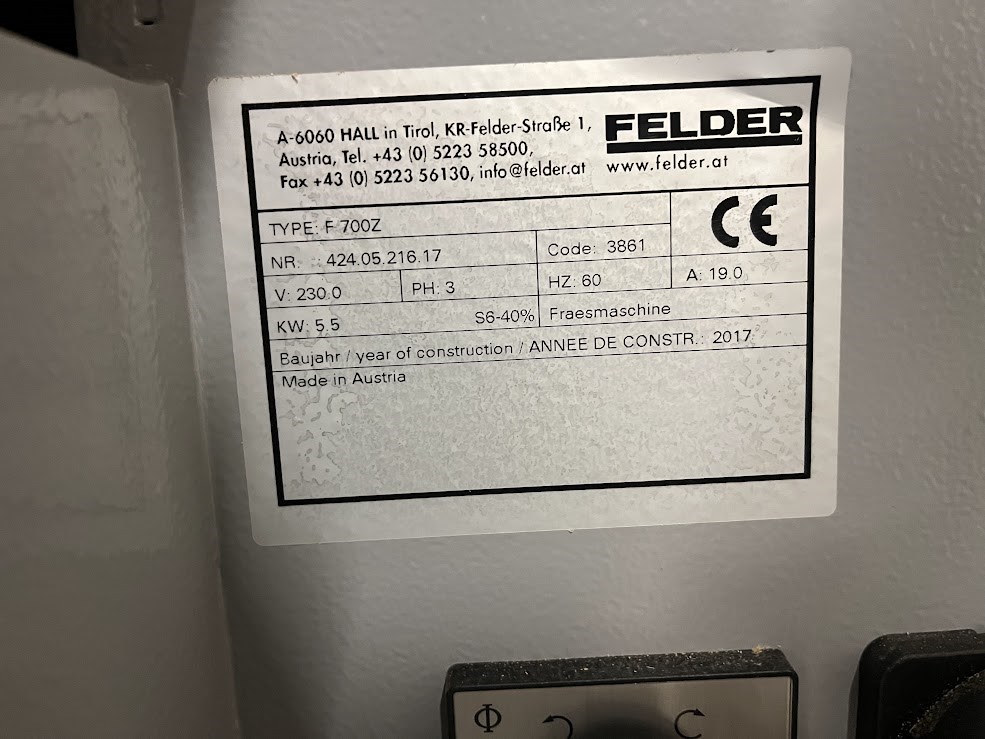 A-6060 HALL in Tirol, KR-Felder-Straße 1,
Austria, Tel. +43 (0) 5223 58500,
Fax +43 (0) 5223 56130, info@felder.at
FELDER
www.felder.at
TYPE: F 700Z
CE
NR. : 424.05.216.17
Code: 3861
V: 230.0
PH: 3
HZ: 60
A: 19.0
KW: 5.5
S6-40%
Fraesmaschine
Baujahr / year of construction / ANNEE DE CONSTR.: 2017
Made in Austria
Φ